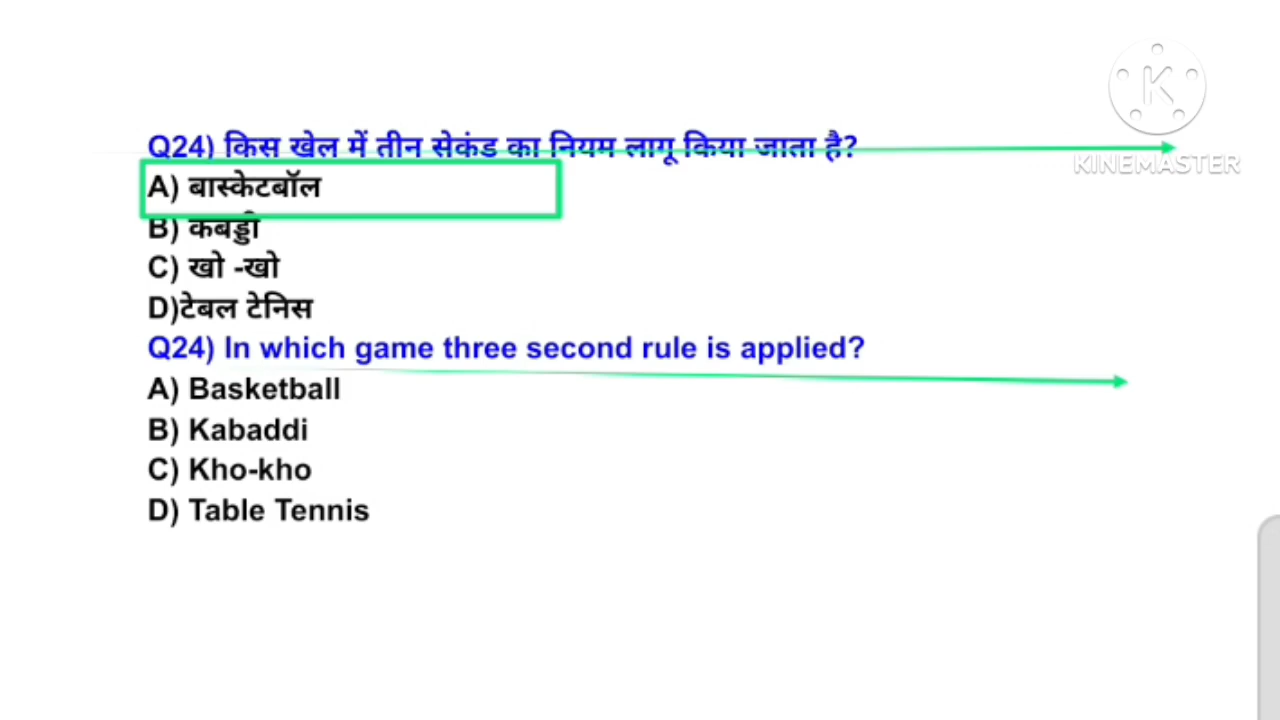 Q24) किस खेल में तीन सेकंड का नियम लागू किया जाता है?
A) बास्केटबॉल
B) कबड्डी
C) खो -खो
D)टेबल टेनिस
Q24) In which game three second rule is applied?
A) Basketball
B) Kabaddi
C) Kho-kho
D) Table Tennis
K
KINEMASTER